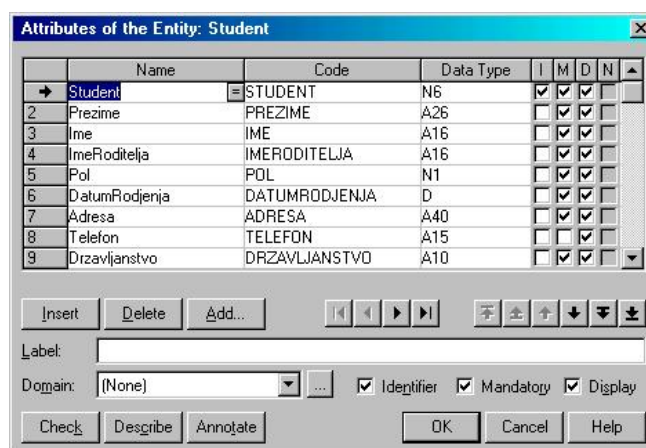 Attributes of the Entity: Student
Name Code Data Type I M D N
Student = STUDENT N6
2 Prezime PREZIME A26
3 Ime IME A16
4 ImeRoditelja IMERODITELJA A16
5 Pol POL N1
6 DatumRodjenja DATUMRODJENJA D
7 Adresa ADRESA A40
8 Telefon TELEFON A15
9 Drzavljanstvo DRZAVLJANSTVO A10
Insert Delete Add...
Label:
Domain: (None) ... Identifier Mandatory Display
Check Describe Annotate OK Cancel Help